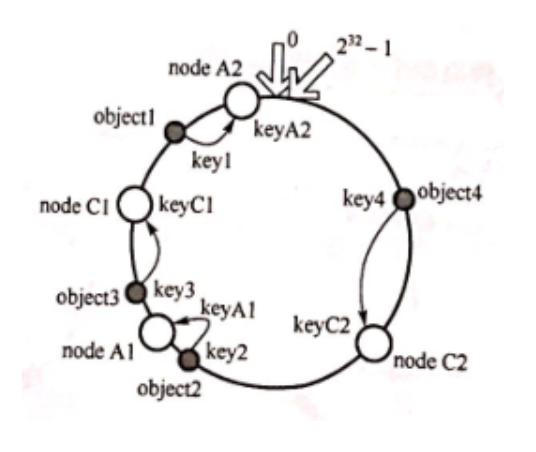 0
2^32 − 1
node A2
keyA2
object1
key1
node C1
keyC1
key4
object4
object3
key3
keyA1
node A1
key2
object2
keyC2
node C2